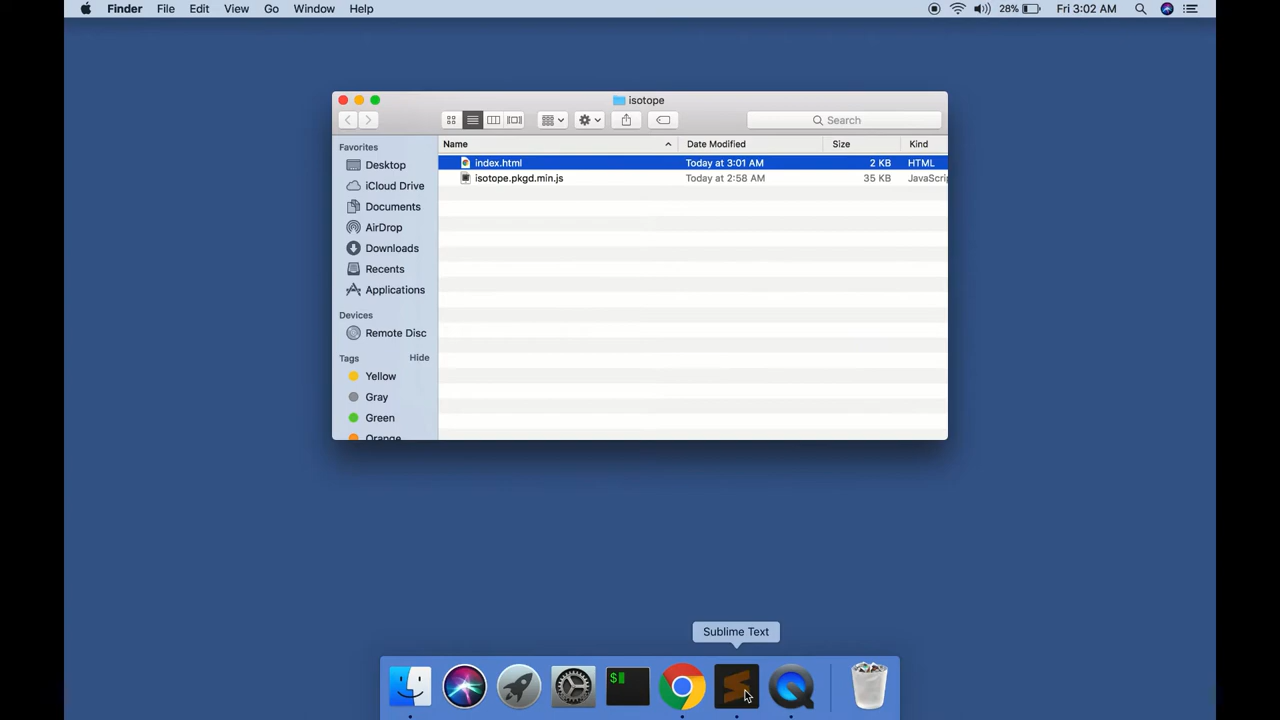 Finder File Edit View Go Window Help 28% Fri 3:02 AM
isotope
Search
Favorites
Desktop
iCloud Drive
Documents
AirDrop
Downloads
Recents
Applications
Devices
Remote Disc
Tags Hide
Yellow
Gray
Green
Orange
Name Date Modified Size Kind
index.html Today at 3:01 AM 2 KB HTML
isotope.pkgd.min.js Today at 2:58 AM 35 KB JavaScri
Sublime Text
$